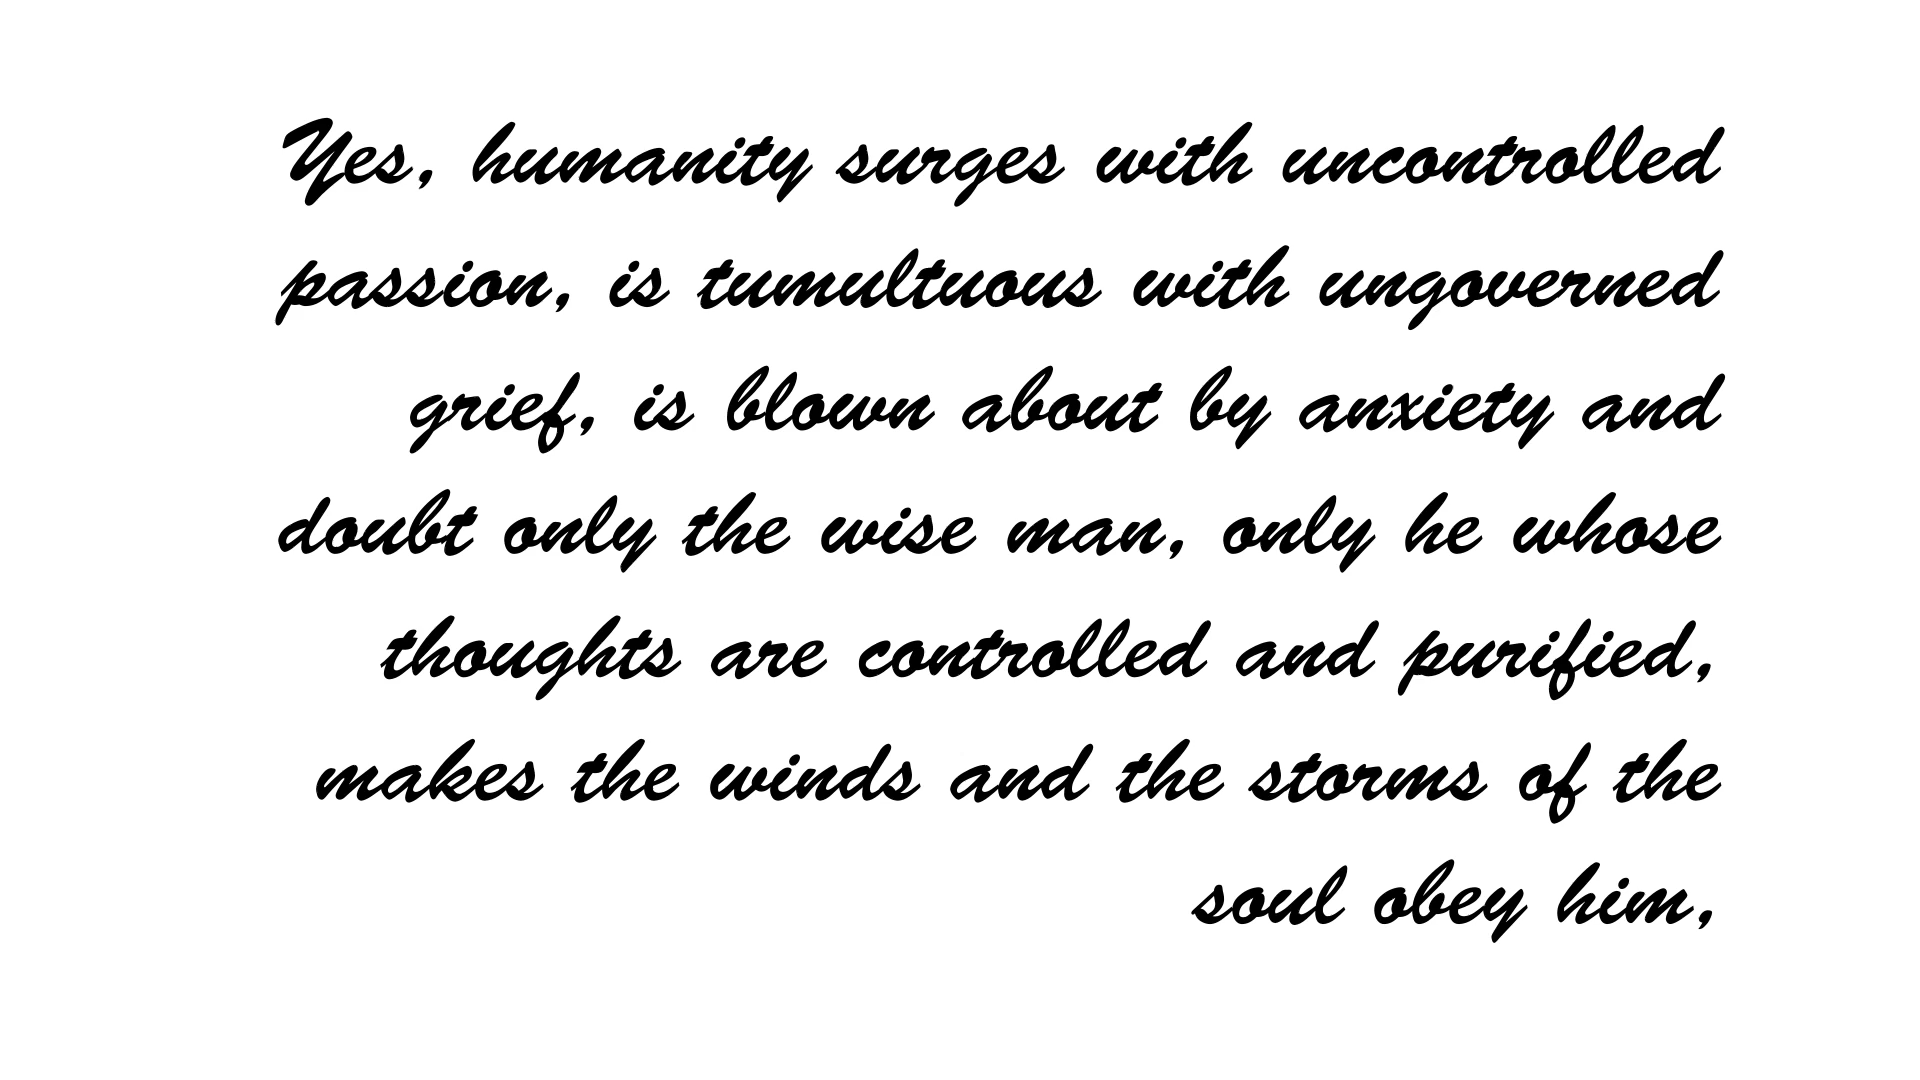 Yes, humanity surges with uncontrolled
passion, is tumultuous with ungoverned
grief, is blown about by anxiety and
doubt only the wise man, only he whose
thoughts are controlled and purified,
makes the winds and the storms of the
soul obey him,